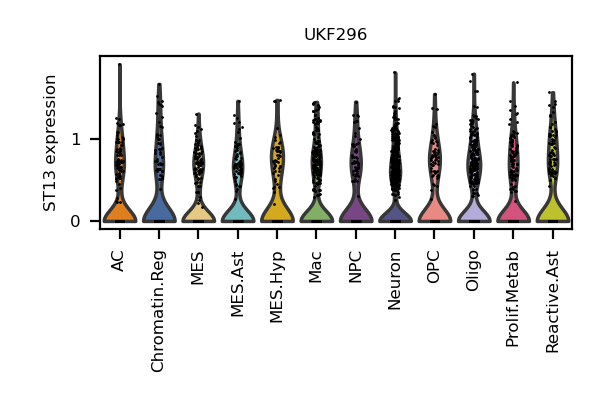 UKF296
ST13 expression
1
0
AC
Chromatin.Reg
MES
MES.Ast
MES.Hyp
Mac
NPC
Neuron
OPC
Oligo
Prolif.Metab
Reactive.Ast